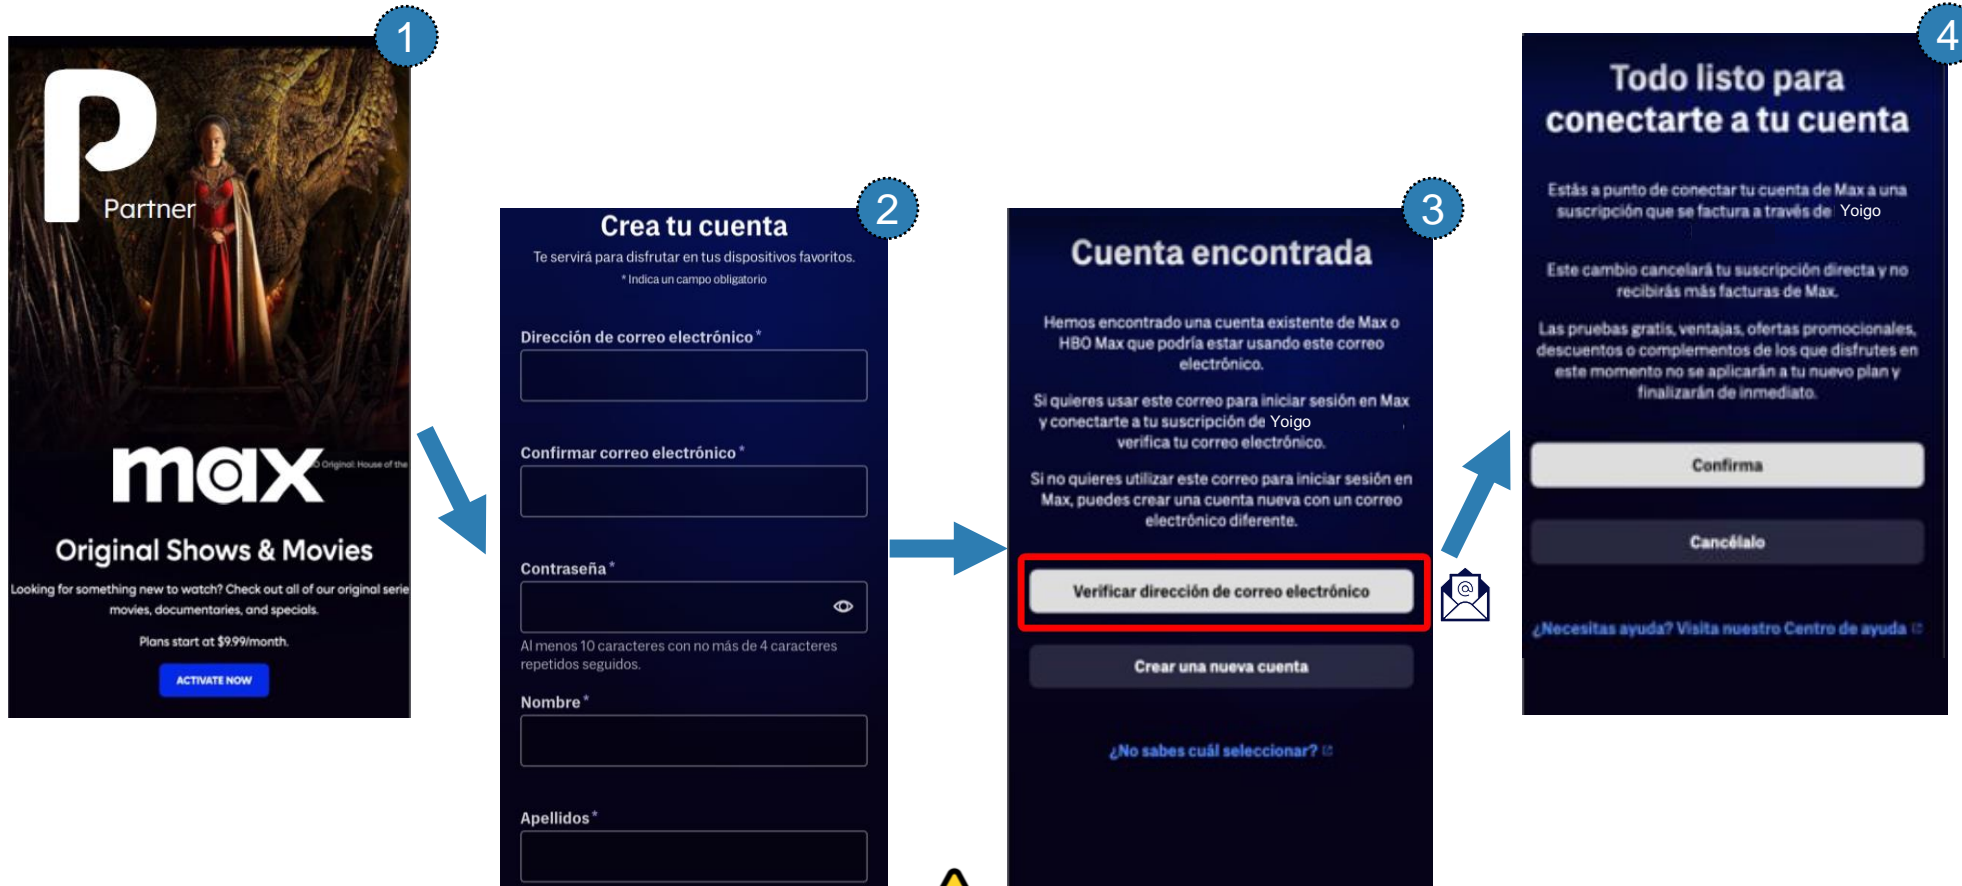 1
P
Partner
max
O Original: House of the
Original Shows & Movies
Looking for something new to watch? Check out all of our original serie
movies, documentaries, and specials.
Plans start at $9.99/month.
ACTIVATE NOW
2
Crea tu cuenta
Te servirá para disfrutar en tus dispositivos favoritos.
* Indica un campo obligatorio
Dirección de correo electrónico *
Confirmar correo electrónico *
Contraseña *
Al menos 10 caracteres con no más de 4 caracteres
repetidos seguidos.
Nombre *
Apellidos *
3
Cuenta encontrada
Hemos encontrado una cuenta existente de Max o
HBO Max que podría estar usando este correo
electrónico.
Si quieres usar este correo para iniciar sesión en Max
y conectarte a tu suscripción de Yoigo ,
verifica tu correo electrónico.
Si no quieres utilizar este correo para iniciar sesión en
Max, puedes crear una cuenta nueva con un correo
electrónico diferente.
Verificar dirección de correo electrónico
Crear una nueva cuenta
¿No sabes cuál seleccionar?
@
4
Todo listo para
conectarte a tu cuenta
Estás a punto de conectar tu cuenta de Max a una
suscripción que se factura a través de Yoigo
Este cambio cancelará tu suscripción directa y no
recibirás más facturas de Max.
Las pruebas gratis, ventajas, ofertas promocionales,
descuentos o complementos de los que disfrutes en
este momento no se aplicarán a tu nuevo plan y
finalizarán de inmediato.
Confirma
Cancélalo
¿Necesitas ayuda? Visita nuestro Centro de ayuda